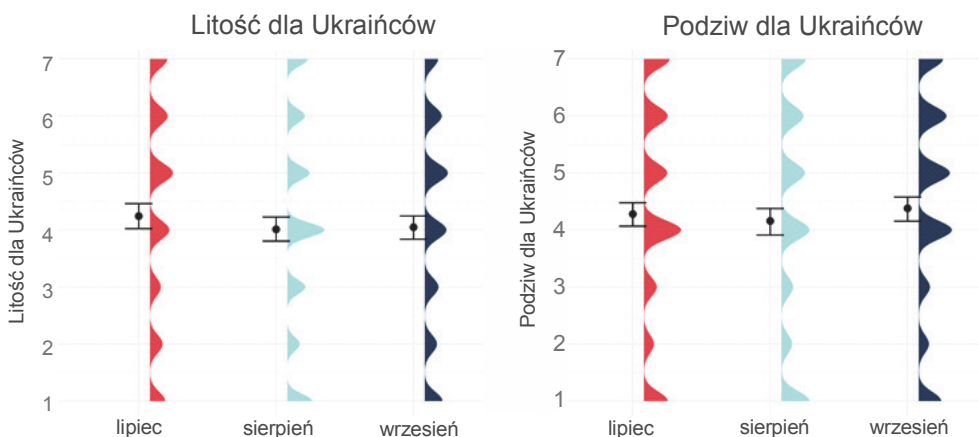 Litość dla Ukraińców
Litość dla Ukraińców
7
6
5
4
3
2
1
lipiec
sierpień
wrzesień
Podziw dla Ukraińców
Podziw dla Ukraińców
7
6
5
4
3
2
1
lipiec
sierpień
wrzesień